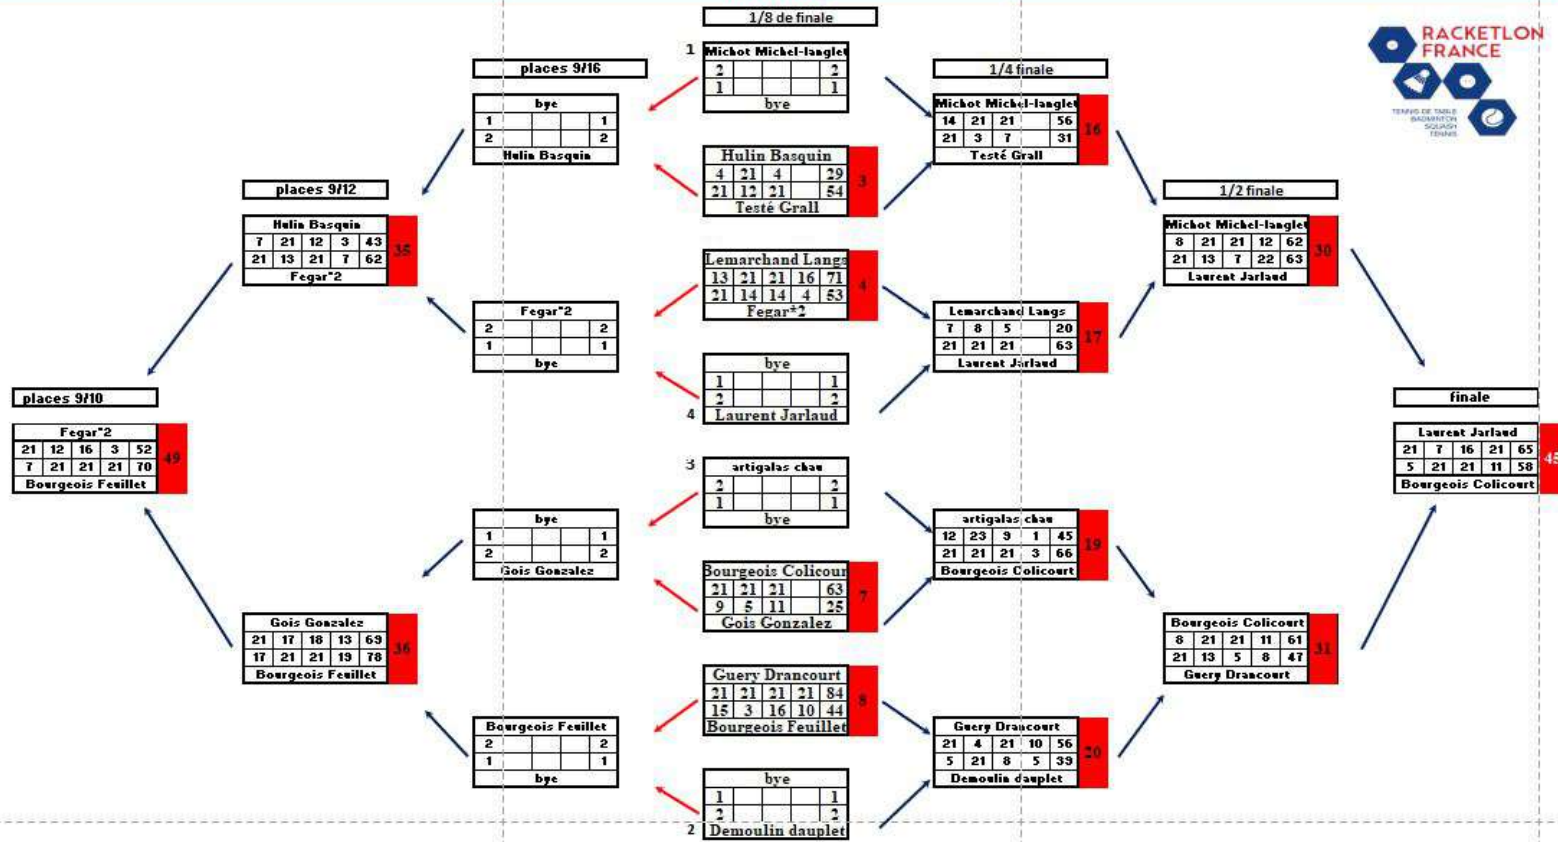 1/8 de finale
RACKETLON
FRANCE
TENNIS DE TABLE
BADMINTON
SQUASH
TENNIS
1
Michot Michel-langlet
2 2
1 1
bye
Hulin Basquin
4 21 4 29
21 12 21 54
Testé Grall
3
Lemarchand Langs
13 21 21 16 71
21 14 14 4 53
Fegar*2
4
bye
1 1
2 2
4 Laurent Jarlaud
3
artigalas chau
2 2
1 1
bye
Bourgeois Colicour
21 21 21 63
9 5 11 25
Gois Gonzalez
7
Guery Drancourt
21 21 21 21 84
15 3 16 10 44
Bourgeois Feuillet
8
bye
1 1
2 2
2 Demoulin dauplet
places 9/16
bye
1 1
2 2
Hulin Basquin
Fegar*2
2 2
1 1
bye
bye
1 1
2 2
Gois Gonzalez
Bourgeois Feuillet
2 2
1 1
bye
places 9/12
Hulin Basquin
7 21 12 3 43
21 13 21 7 62
Fegar*2
35
Gois Gonzalez
21 17 18 13 69
17 21 21 19 78
Bourgeois Feuillet
36
places 9/10
Fegar*2
21 12 16 3 52
7 21 21 21 70
Bourgeois Feuillet
49
1/4 finale
Michot Michel-langlet
14 21 21 56
21 3 7 31
Testé Grall
16
Lemarchand Langs
7 8 5 20
21 21 21 63
Laurent Jarlaud
17
artigalas chau
12 23 9 1 45
21 21 21 3 66
Bourgeois Colicourt
19
Guery Drancourt
21 4 21 10 56
5 21 8 5 39
Demoulin dauplet
20
1/2 finale
Michot Michel-langlet
8 21 21 12 62
21 13 7 22 63
Laurent Jarlaud
30
Bourgeois Colicourt
8 21 21 11 61
21 13 5 8 47
Guery Drancourt
31
finale
Laurent Jarlaud
21 7 16 21 65
5 21 21 11 58
Bourgeois Colicourt
45